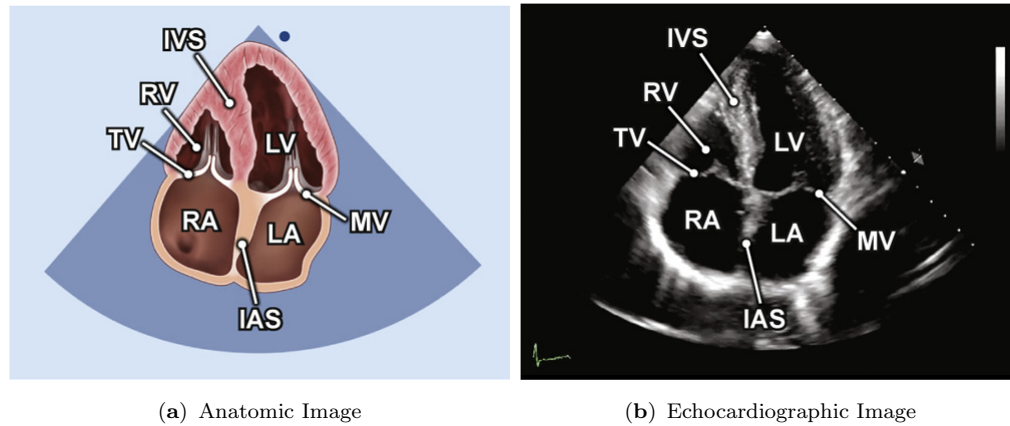 IVS
RV
TV
LV
RA
LA
MV
IAS
IVS
RV
TV
LV
RA
LA
MV
IAS
(a) Anatomic Image
(b) Echocardiographic Image